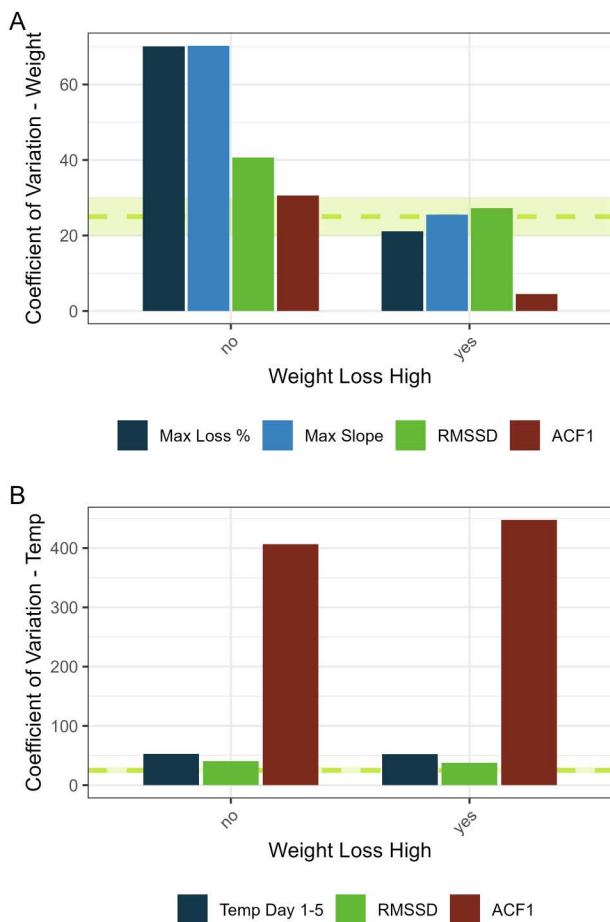 A
Coefficient of Variation - Weight
60
40
20
0
no
yes
Weight Loss High
Max Loss % Max Slope RMSSD ACF1
B
Coefficient of Variation - Temp
400
300
200
100
0
no
yes
Weight Loss High
Temp Day 1-5 RMSSD ACF1